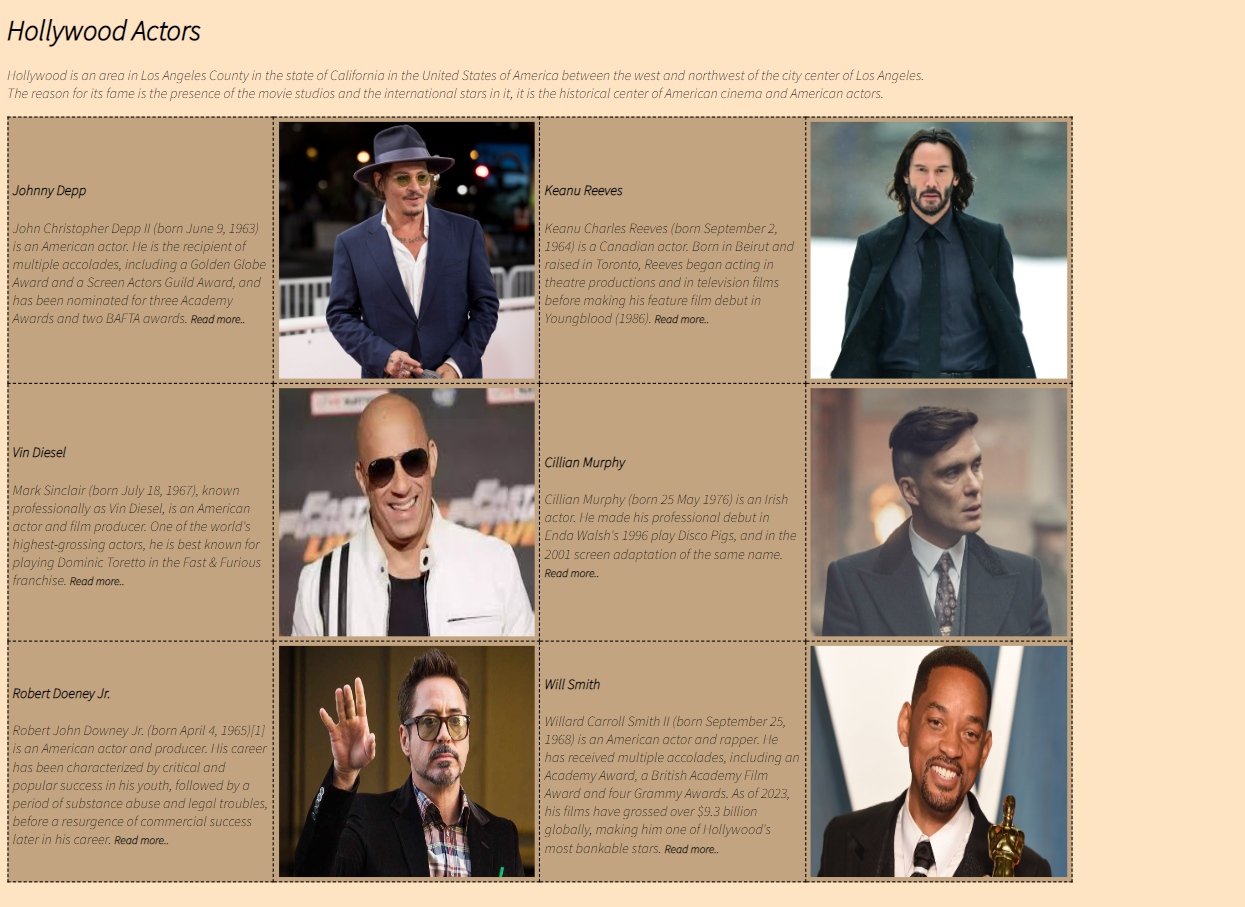 Hollywood Actors
Hollywood is an area in Los Angeles County in the state of California in the United States of America between the west and northwest of the city center of Los Angeles.
The reason for its fame is the presence of the movie studios and the international stars in it, it is the historical center of American cinema and American actors.
Johnny Depp
John Christopher Depp II (born June 9, 1963)
is an American actor. He is the recipient of
multiple accolades, including a Golden Globe
Award and a Screen Actors Guild Award, and
has been nominated for three Academy
Awards and two BAFTA awards. Read more..
Keanu Reeves
Keanu Charles Reeves (born September 2,
1964) is a Canadian actor. Born in Beirut and
raised in Toronto, Reeves began acting in
theatre productions and in television films
before making his feature film debut in
Youngblood (1986). Read more..
Vin Diesel
Mark Sinclair (born July 18, 1967), known
professionally as Vin Diesel, is an American
actor and film producer. One of the world's
highest-grossing actors, he is best known for
playing Dominic Toretto in the Fast & Furious
franchise. Read more..
Cillian Murphy
Cillian Murphy (born 25 May 1976) is an Irish
actor. He made his professional debut in
Enda Walsh's 1996 play Disco Pigs, and in the
2001 screen adaptation of the same name.
Read more..
Robert Doeney Jr.
Robert John Downey Jr. (born April 4, 1965)[1]
is an American actor and producer. His career
has been characterized by critical and
popular success in his youth, followed by a
period of substance abuse and legal troubles,
before a resurgence of commercial success
later in his career. Read more..
Will Smith
Willard Carroll Smith II (born September 25,
1968) is an American actor and rapper. He
has received multiple accolades, including an
Academy Award, a British Academy Film
Award and four Grammy Awards. As of 2023,
his films have grossed over $9.3 billion
globally, making him one of Hollywood's
most bankable stars. Read more..